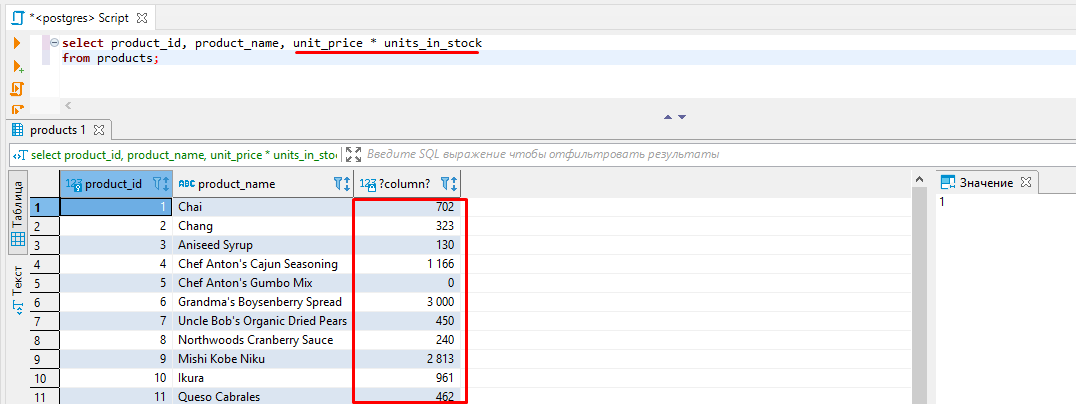 *<postgres> Script
select product_id, product_name, unit_price * units_in_stock
from products;
products 1
select product_id, product_name, unit_price * units_in_sto
Введите SQL выражение чтобы отфильтровать результаты
Таблица
Текст
123 product_id ABC product_name 123 ?column?
1 1 Chai 702
2 2 Chang 323
3 3 Aniseed Syrup 130
4 4 Chef Anton's Cajun Seasoning 1 166
5 5 Chef Anton's Gumbo Mix 0
6 6 Grandma's Boysenberry Spread 3 000
7 7 Uncle Bob's Organic Dried Pears 450
8 8 Northwoods Cranberry Sauce 240
9 9 Mishi Kobe Niku 2 813
10 10 Ikura 961
11 11 Queso Cabrales 462
Значение
1